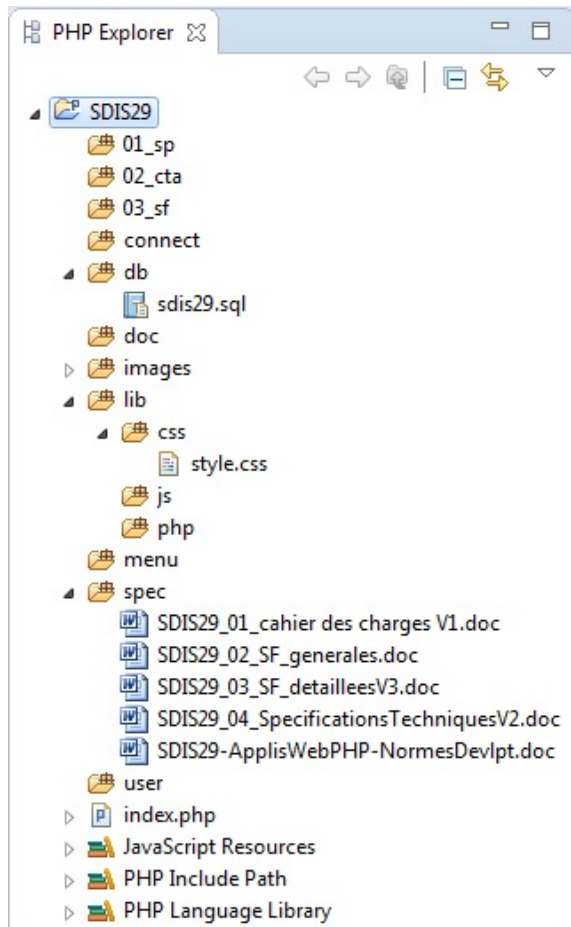 PHP Explorer
SDIS29
01_sp
02_cta
03_sf
connect
db
sdis29.sql
doc
images
lib
css
style.css
js
php
menu
spec
SDIS29_01_cahier des charges V1.doc
SDIS29_02_SF_generales.doc
SDIS29_03_SF_detailleesV3.doc
SDIS29_04_SpecificationsTechniquesV2.doc
SDIS29-ApplisWebPHP-NormesDevlpt.doc
user
index.php
JavaScript Resources
PHP Include Path
PHP Language Library